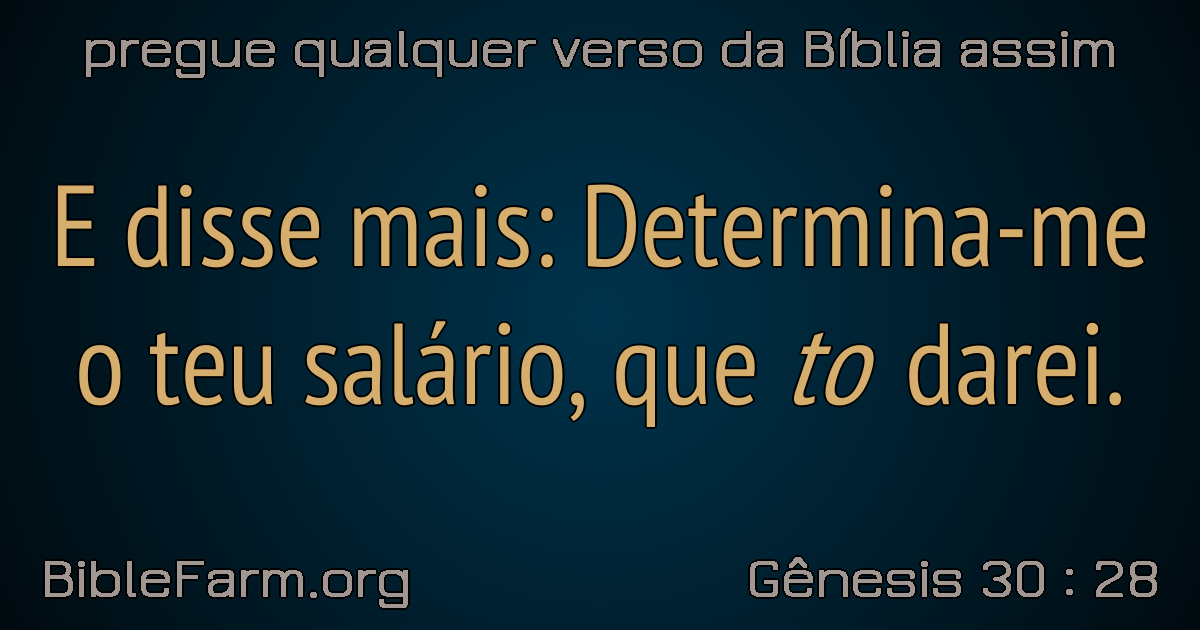 pregue qualquer verso da Bíblia assim
E disse mais: Determina-me
o teu salário, que to darei.
BibleFarm.org
Gênesis 30 : 28